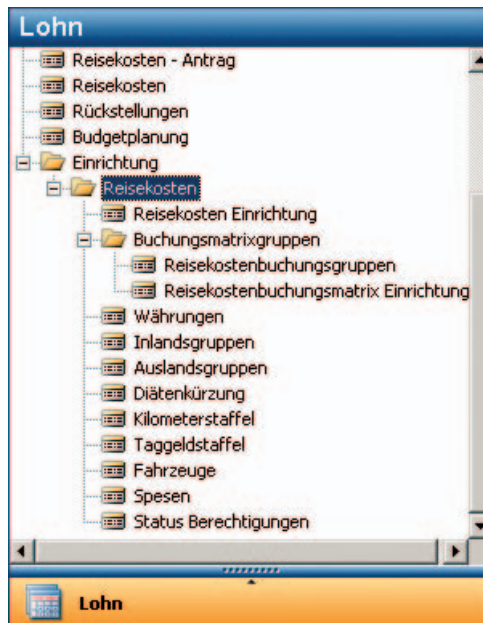 Lohn
Reisekosten - Antrag
Reisekosten
Rückstellungen
Budgetplanung
Einrichtung
Reisekosten
Reisekosten Einrichtung
Buchungsmatrixgruppen
Reisekostenbuchungsgruppen
Reisekostenbuchungsmatrix Einrichtung
Währungen
Inlandsgruppen
Auslandsgruppen
Diätenkürzung
Kilometerstaffel
Taggeldstaffel
Fahrzeuge
Spesen
Status Berechtigungen
Lohn